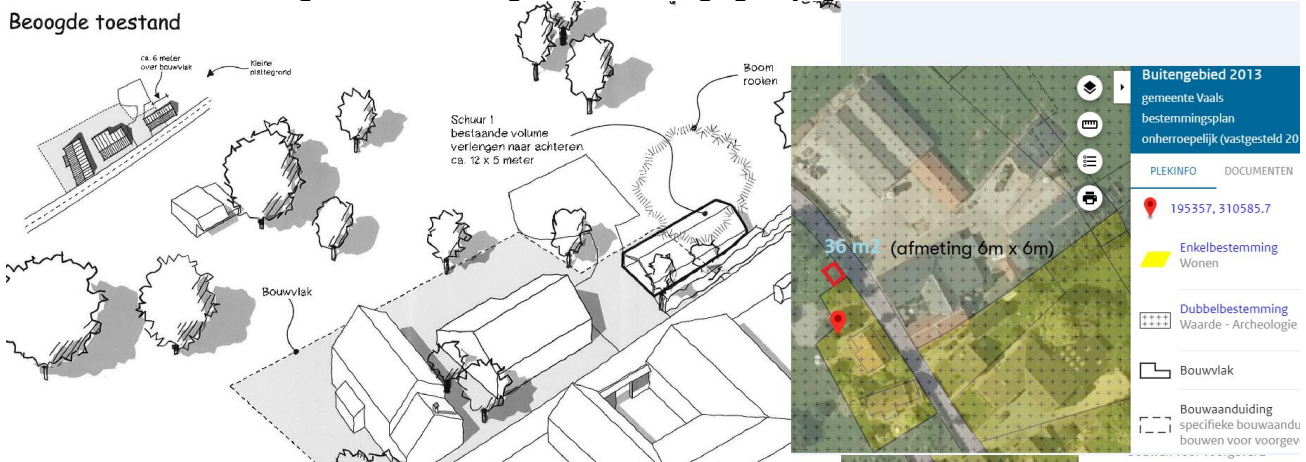 Beoogde toestand
ca. 6 meter
over bouwvlak
Kleine
plattegrond
Schuur 1
bestaande volume
verlengen naar achteren
ca. 12 x 5 meter
Boom
rooien
Bouwvlak
36 m2 (afmeting 6m x 6m)
Buitengebied 2013
gemeente Vaals
bestemmingsplan
onherroepelijk (vastgesteld 20
PLEKINFO DOCUMENTEN
195357, 310585.7
Enkelbestemming
Wonen
Dubbelbestemming
Waarde - Archeologie
Bouwvlak
Bouwaanduiding
specifieke bouwaandu
bouwen voor voorgeve